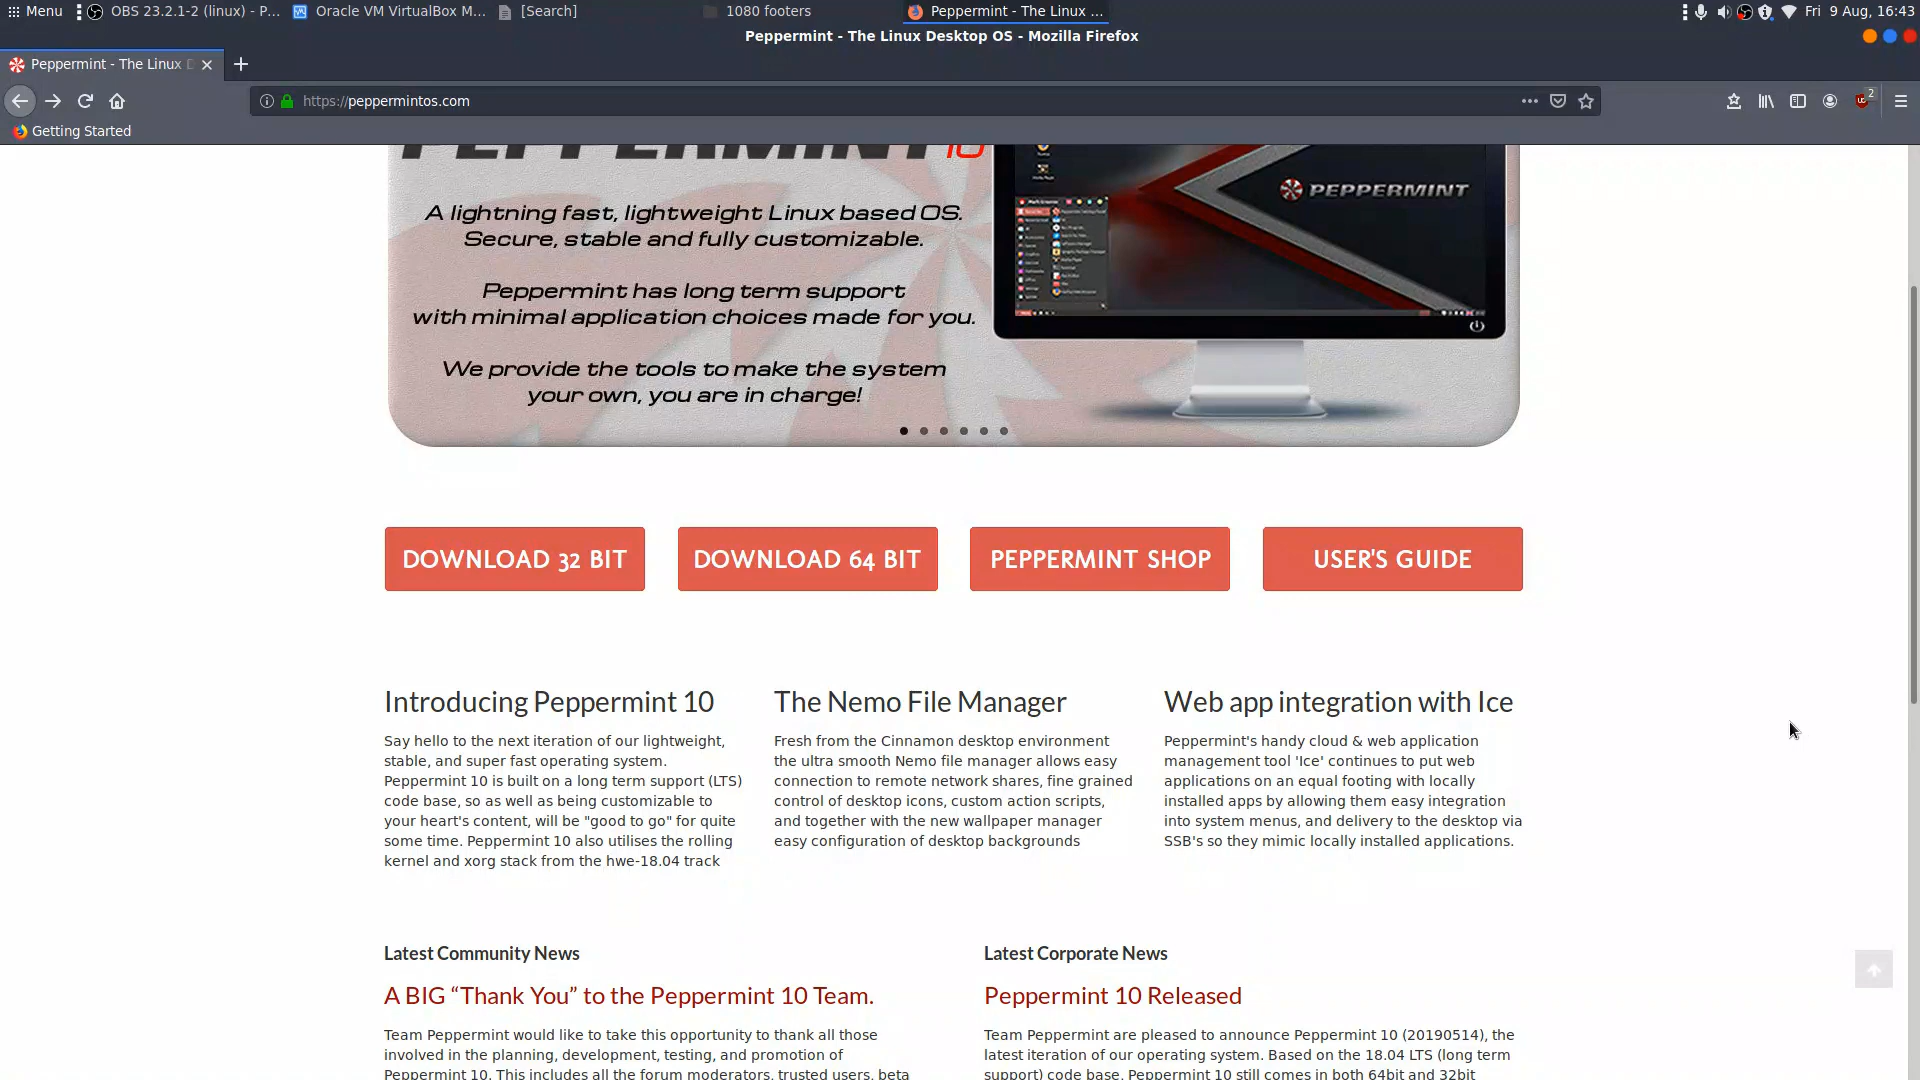 Menu
OBS 23.2.1-2 (linux) - P...
Oracle VM VirtualBox M...
[Search]
1080 footers
Peppermint - The Linux ...
Fri 9 Aug, 16:43
Peppermint - The Linux Desktop OS - Mozilla Firefox
Peppermint - The Linux D
https://peppermintos.com
2
Getting Started
PEPPERMINT 10
A lightning fast, lightweight Linux based OS.
Secure, stable and fully customizable.
Peppermint has long term support
with minimal application choices made for you.
We provide the tools to make the system
your own, you are in charge!
PEPPERMINT
DOWNLOAD 32 BIT
DOWNLOAD 64 BIT
PEPPERMINT SHOP
USER'S GUIDE
Introducing Peppermint 10
Say hello to the next iteration of our lightweight,
stable, and super fast operating system.
Peppermint 10 is built on a long term support (LTS)
code base, so as well as being customizable to
your heart's content, will be "good to go" for quite
some time. Peppermint 10 also utilises the rolling
kernel and xorg stack from the hwe-18.04 track
The Nemo File Manager
Fresh from the Cinnamon desktop environment
the ultra smooth Nemo file manager allows easy
connection to remote network shares, fine grained
control of desktop icons, custom action scripts,
and together with the new wallpaper manager
easy configuration of desktop backgrounds
Web app integration with Ice
Peppermint's handy cloud & web application
management tool 'Ice' continues to put web
applications on an equal footing with locally
installed apps by allowing them easy integration
into system menus, and delivery to the desktop via
SSB's so they mimic locally installed applications.
Latest Community News
A BIG “Thank You” to the Peppermint 10 Team.
Team Peppermint would like to take this opportunity to thank all those
involved in the planning, development, testing, and promotion of
Peppermint 10. This includes all the forum moderators, trusted users, beta
Latest Corporate News
Peppermint 10 Released
Team Peppermint are pleased to announce Peppermint 10 (20190514), the
latest iteration of our operating system. Based on the 18.04 LTS (long term
support) code base, Peppermint 10 still comes in both 64bit and 32bit